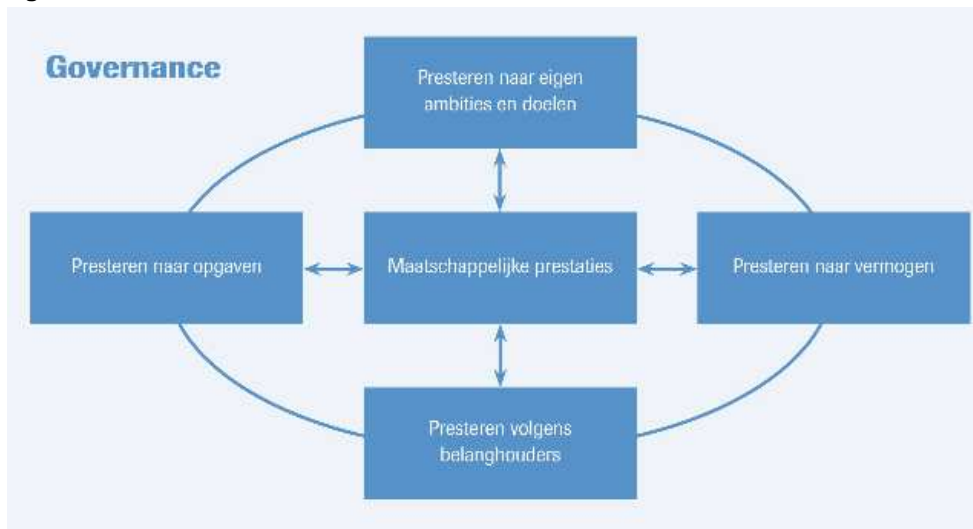 Governance
Presteren naar eigen
ambities en doelen
Presteren naar opgaven
Maatschappelijke prestaties
Presteren naar vermogen
Presteren volgens
belanghouders